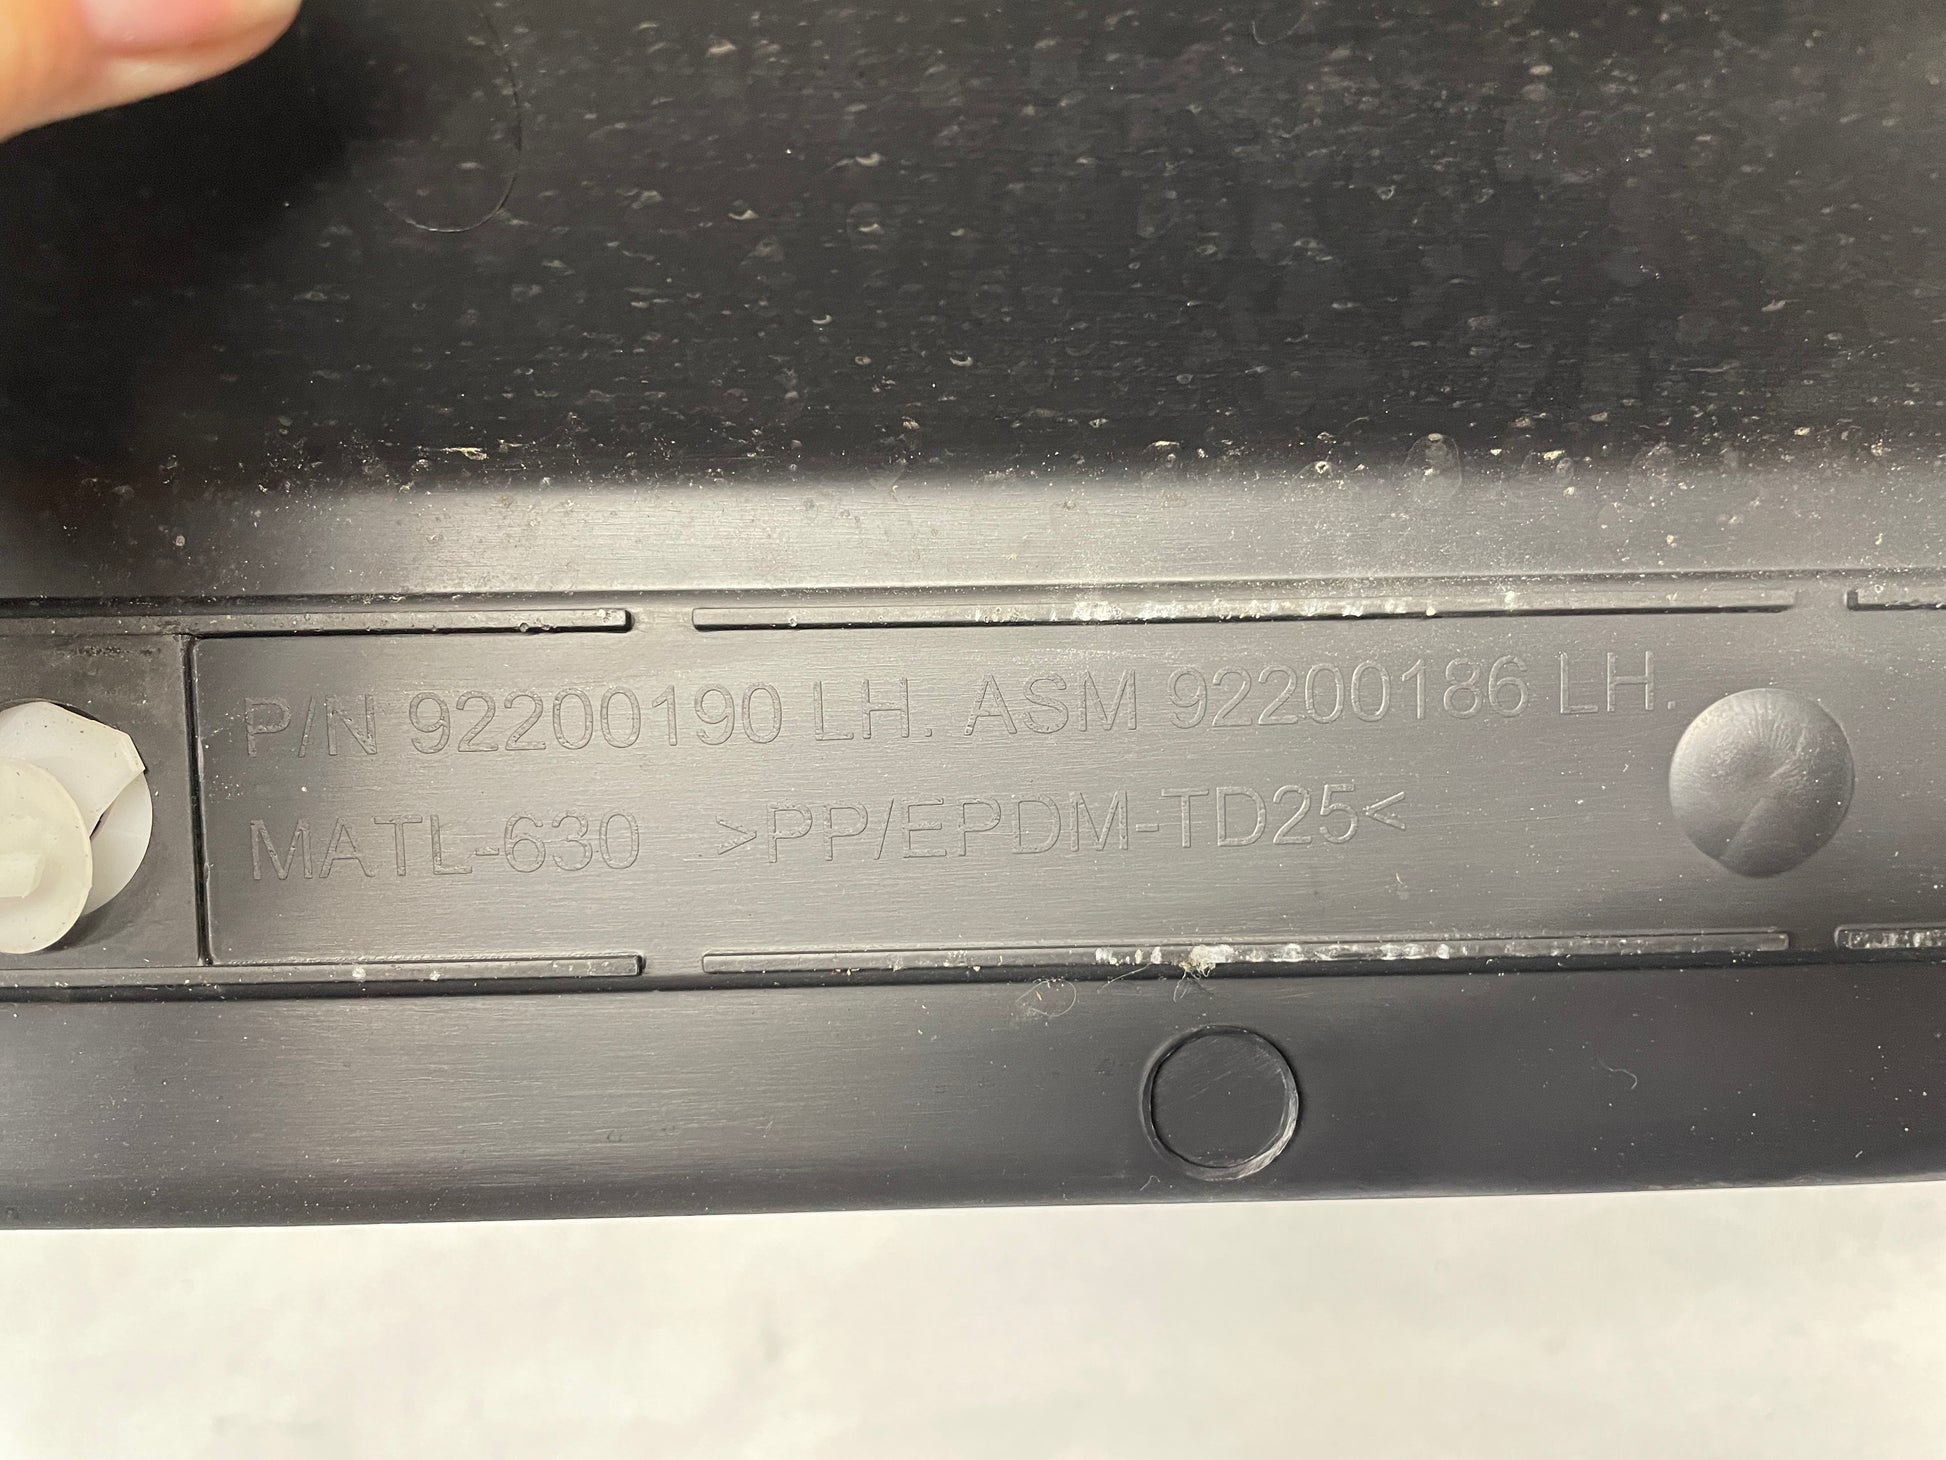 P/N 92200190 LH. ASM 92200186 LH.
MATL-630 >PP/EPDM-TD25<